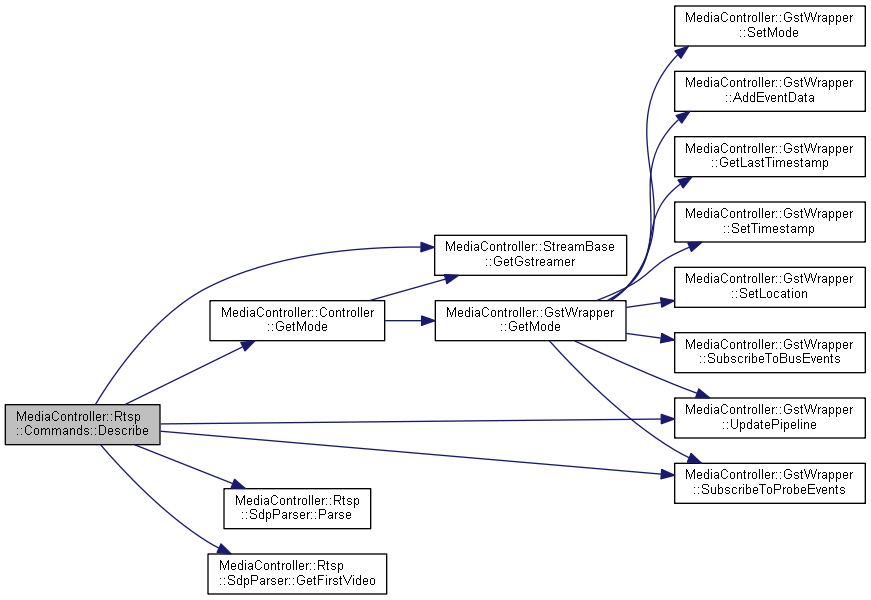 MediaController::GstWrapper
::SetMode
MediaController::GstWrapper
::AddEventData
MediaController::GstWrapper
::GetLastTimestamp
MediaController::GstWrapper
::SetTimestamp
MediaController::StreamBase
::GetGstreamer
MediaController::GstWrapper
::SetLocation
MediaController::Controller
::GetMode
MediaController::GstWrapper
::GetMode
MediaController::GstWrapper
::SubscribeToBusEvents
MediaController::Rtsp
::Commands::Describe
MediaController::GstWrapper
::UpdatePipeline
MediaController::GstWrapper
::SubscribeToProbeEvents
MediaController::Rtsp
::SdpParser::Parse
MediaController::Rtsp
::SdpParser::GetFirstVideo